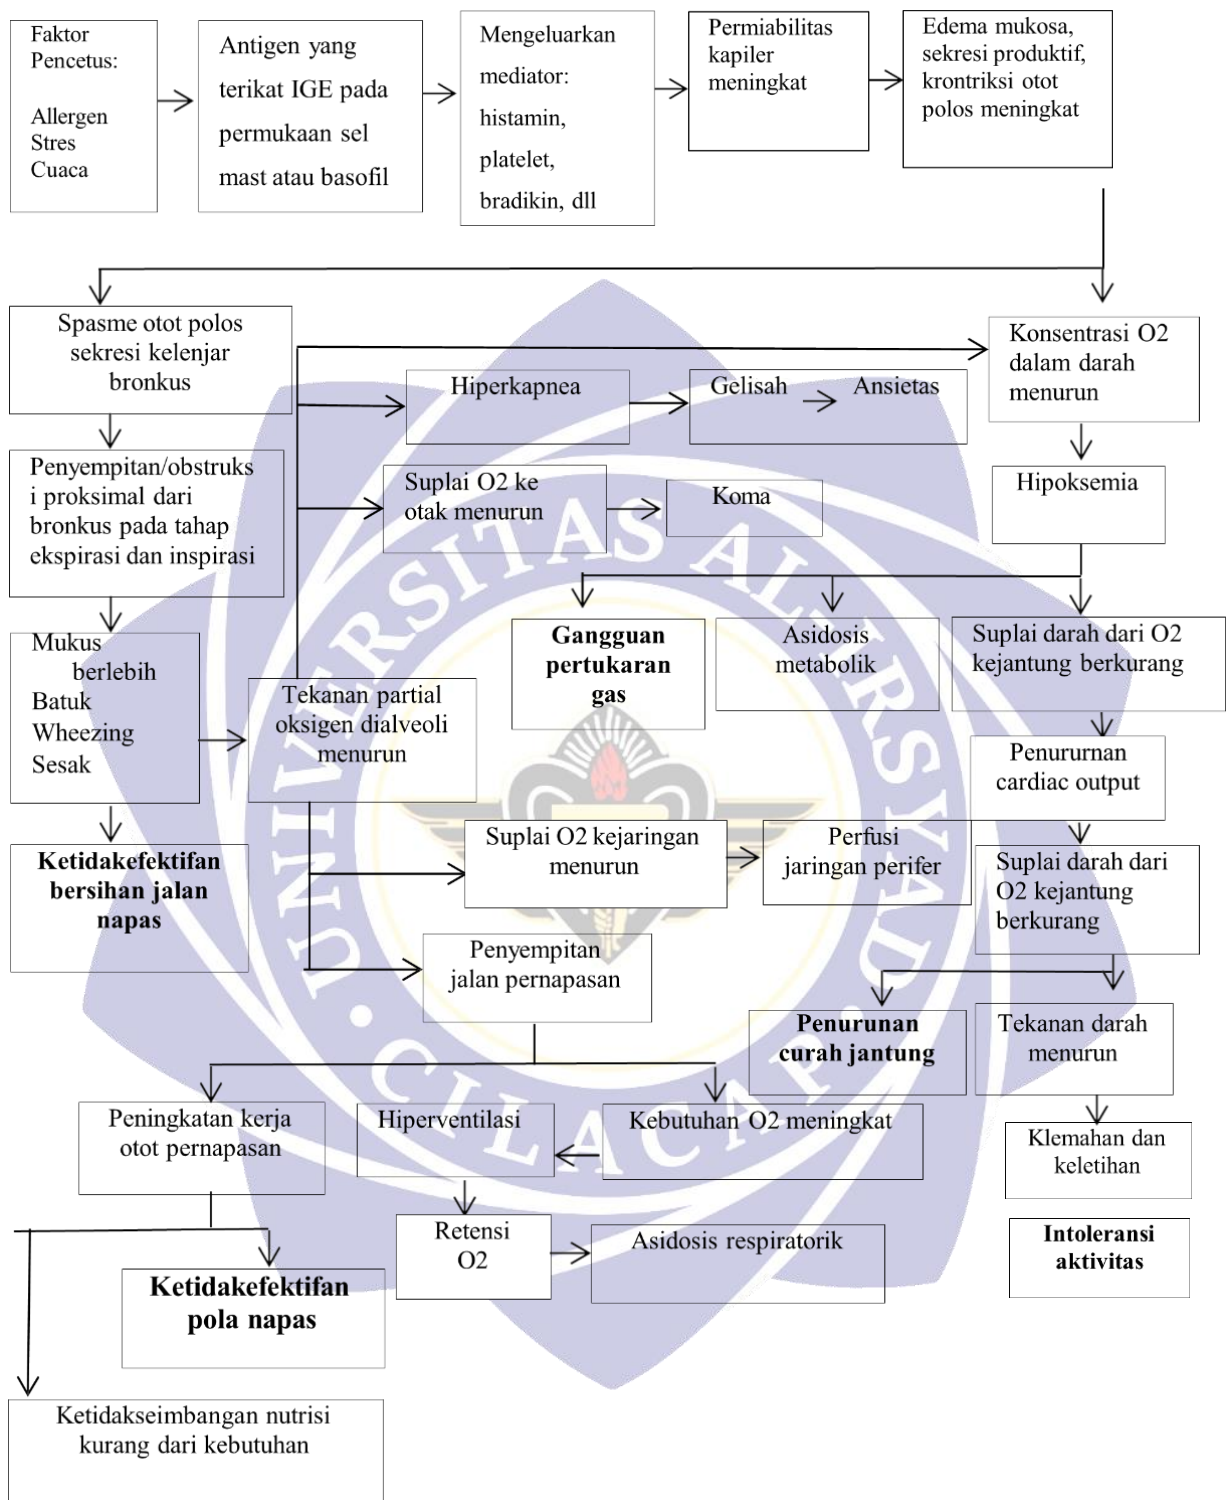 Faktor
Pencetus:
Allergen
Stres
Cuaca
Antigen yang
terikat IGE pada
permukaan sel
mast atau basofil
Mengeluarkan
mediator:
histamin,
platelet,
bradikin, dll
Permiabilitas
kapiler
meningkat
Edema mukosa,
sekresi produktif,
krontriksi otot
polos meningkat
Spasme otot polos
sekresi kelenjar
bronkus
Konsentrasi O2
dalam darah
menurun
Hiperkapnea
Gelisah
Ansietas
Penyempitan/obstruks
i proksimal dari
bronkus pada tahap
ekspirasi dan inspirasi
Suplai O2 ke
otak menurun
Koma
Hipoksemia
Gangguan
pertukaran
gas
Asidosis
metabolik
Suplai darah dari O2
kejantung berkurang
Mukus
berlebih
Batuk
Wheezing
Sesak
Tekanan partial
oksigen dialveoli
menurun
Penururnan
cardiac output
Ketidakefektifan
bersihan jalan
napas
Suplai O2 kejaringan
menurun
Perfusi
jaringan perifer
Suplai darah dari
O2 kejantung
berkurang
Penyempitan
jalan pernapasan
Penurunan
curah jantung
Tekanan darah
menurun
Peningkatan kerja
otot pernapasan
Hiperventilasi
Kebutuhan O2 meningkat
Klemahan dan
keletihan
Retensi
O2
Asidosis respiratorik
Intoleransi
aktivitas
Ketidakefektifan
pola napas
Ketidakseimbangan nutrisi
kurang dari kebutuhan
UNIVERSITAS AL-IRSYAD
CILACAP